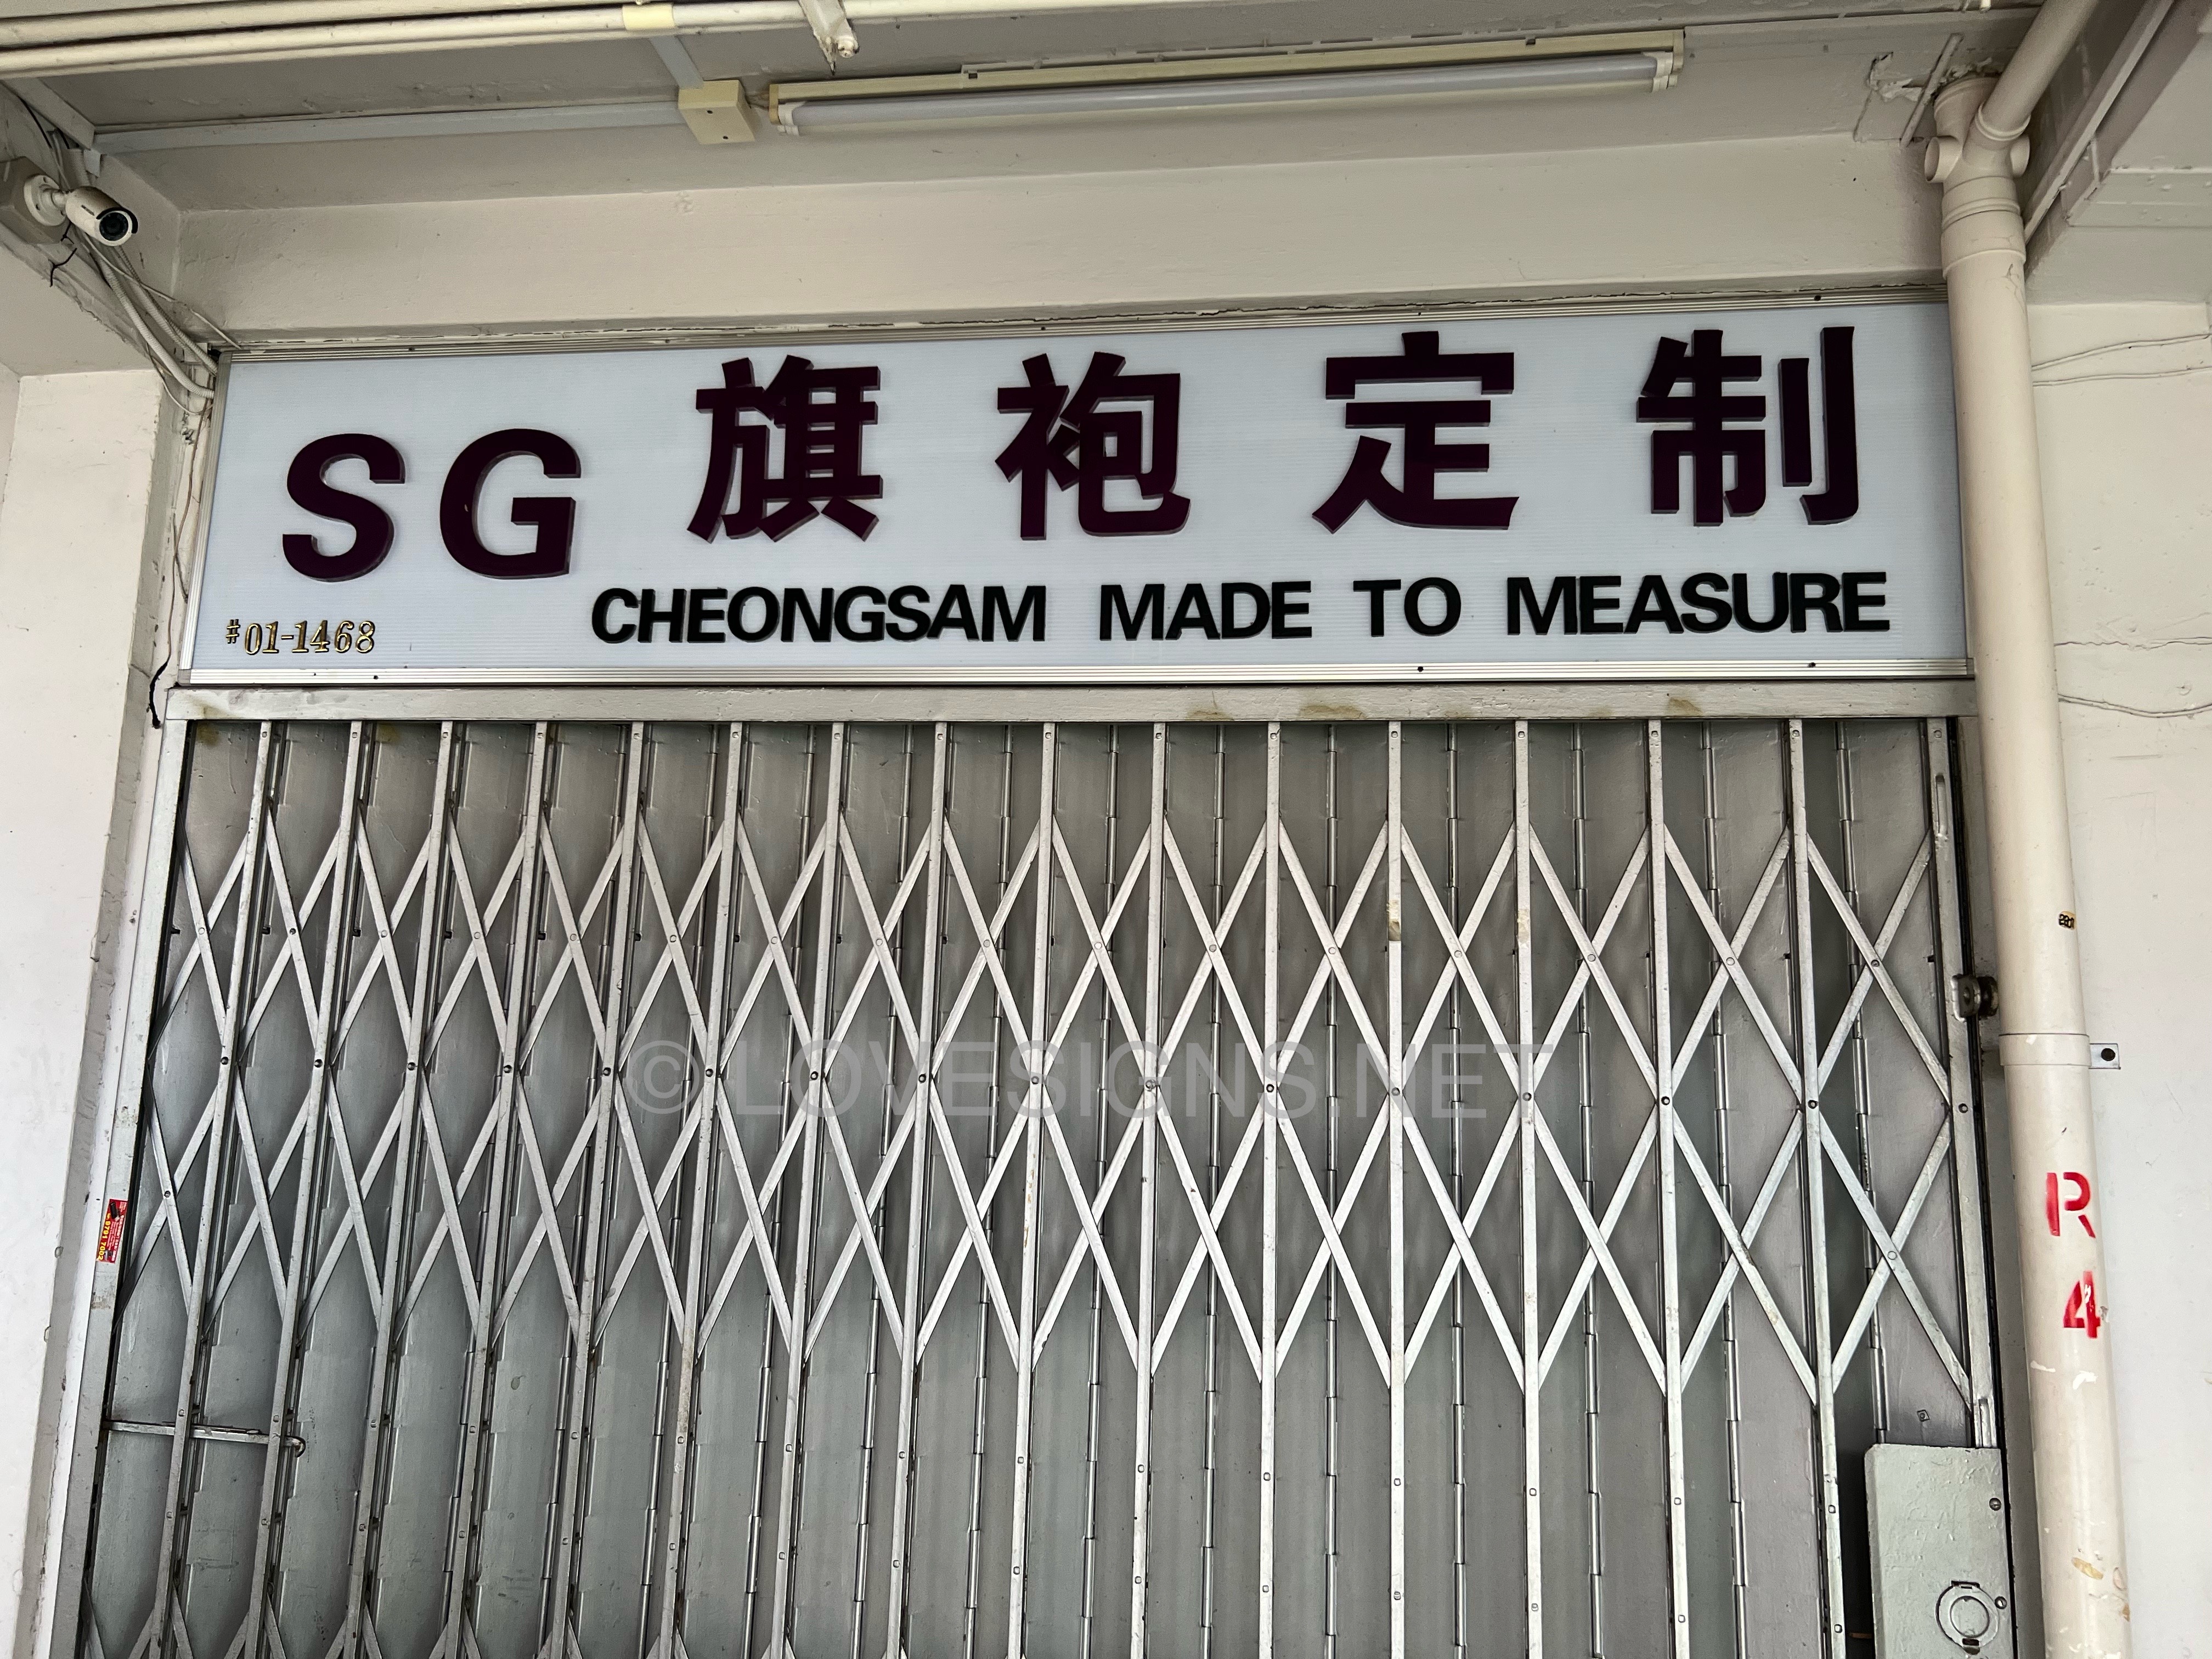 SG 旗袍定制
CHEONGSAM MADE TO MEASURE
#01-1468
© LOVESIGNS.NET
R
4